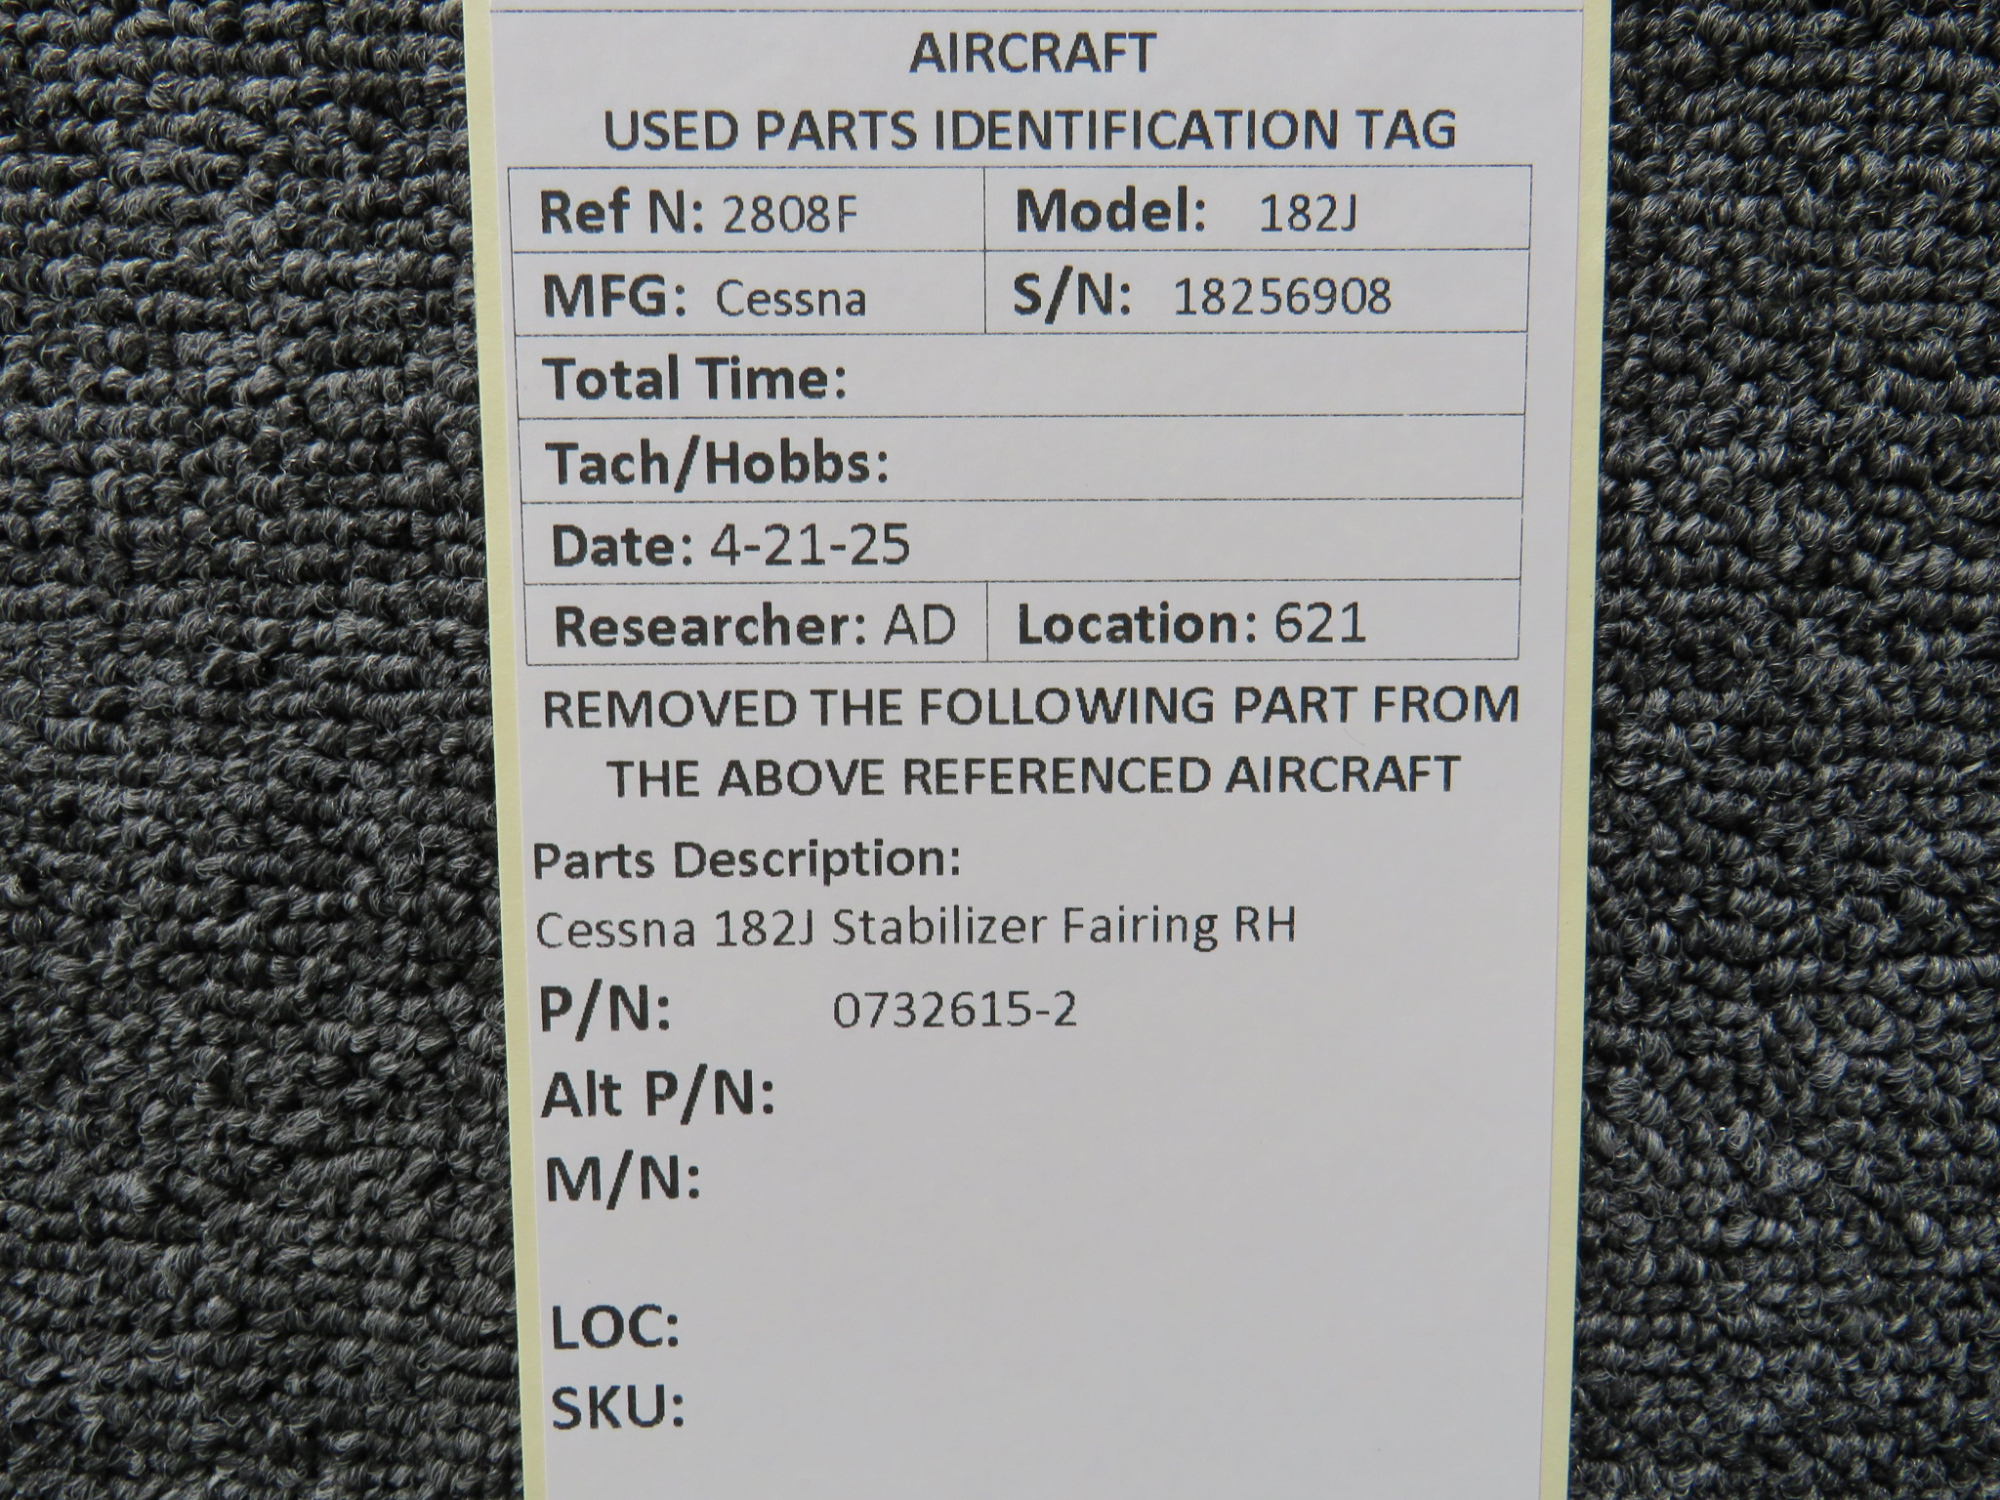 AIRCRAFT
USED PARTS IDENTIFICATION TAG
Ref N: 2808F Model: 182J
MFG: Cessna S/N: 18256908
Total Time:
Tach/Hobbs:
Date: 4-21-25
Researcher: AD Location: 621
REMOVED THE FOLLOWING PART FROM
THE ABOVE REFERENCED AIRCRAFT
Parts Description:
Cessna 182J Stabilizer Fairing RH
P/N: 0732615-2
Alt P/N:
M/N:
LOC:
SKU: